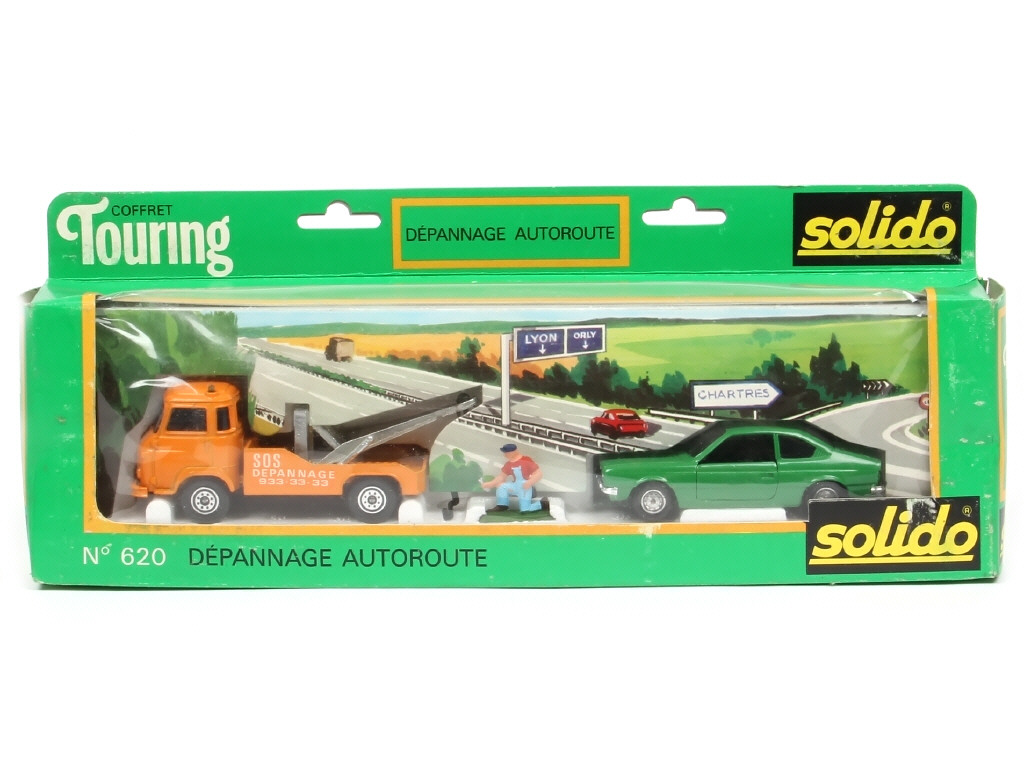 COFFRET
Touring
DÉPANNAGE AUTOROUTE
solido®
LYON
ORLY
CHARTRES
SOS
DEPANNAGE
933·33·33
N° 620 DÉPANNAGE AUTOROUTE
solido®